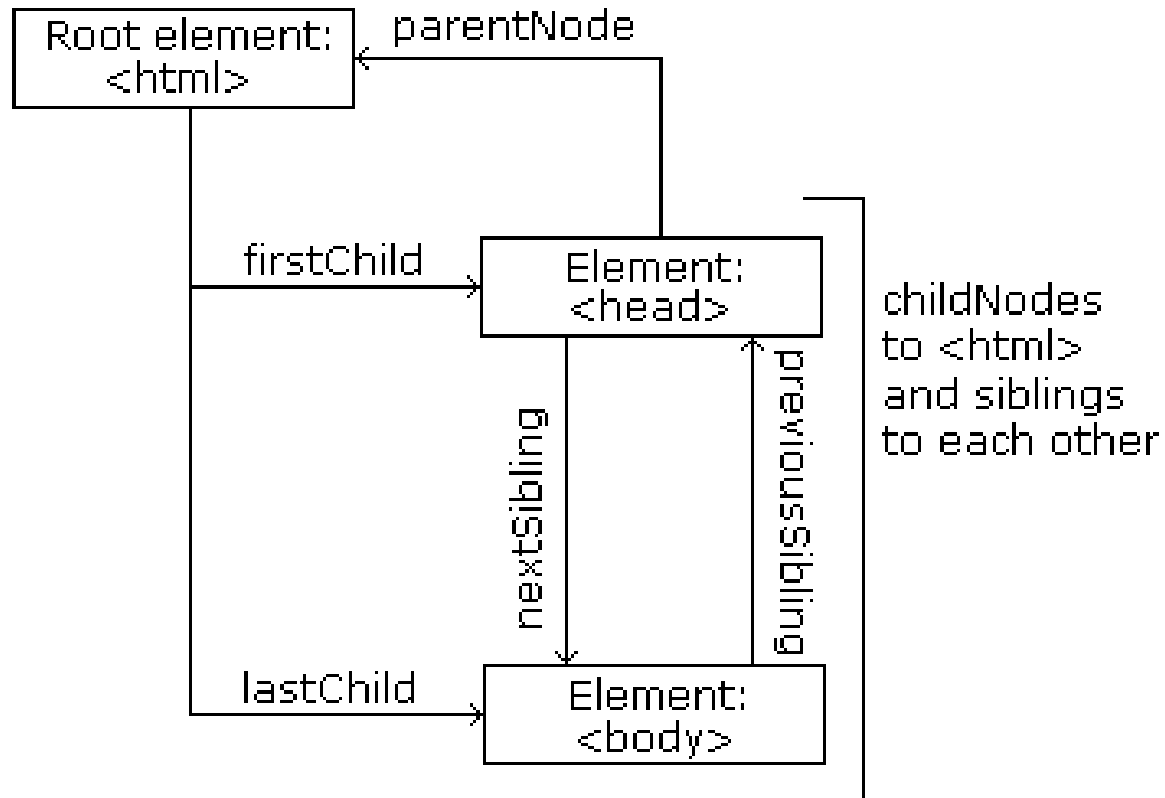 Root element:
<html>
parentNode
firstChild
Element:
<head>
childNodes
to <html>
and siblings
to each other
nextSibling
previousSibling
lastChild
Element:
<body>